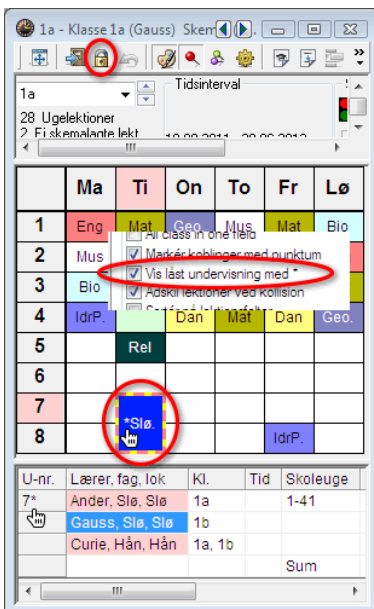 1a - Klasse 1a (Gauss) Skem
1a
Tidsinterval
28 Ugelektioner
2 Ej skemalagte lekt
Ma Ti On To Fr Lø
1 Eng Mat Geo. Mus Mat Bio
All class in one field
2 Mus Markér koblinger med punktum
Vis låst undervisning med *
3 Bio Adskil lektioner ved kollision
4 IdrP. Dan Mat Dan Geo.
5 Rel
6
7
*Slø.
8 IdrP.
U-nr. Lærer, fag, lok Kl. Tid Skoleuge
7* Ander, Slø, Slø 1a 1-41
Gauss, Slø, Slø 1b
Curie, Hån, Hån 1a, 1b
Sum